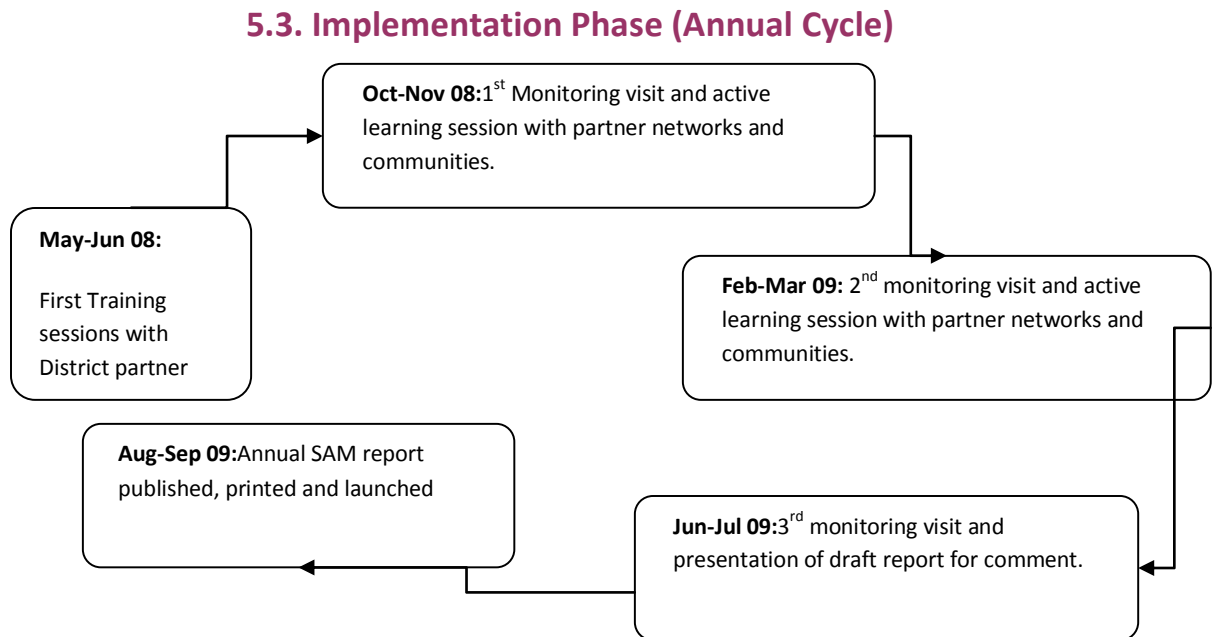 5.3. Implementation Phase (Annual Cycle)
Oct-Nov 08:1st Monitoring visit and active
learning session with partner networks and
communities.
May-Jun 08:
First Training
sessions with
District partner
Feb-Mar 09: 2nd monitoring visit and active
learning session with partner networks and
communities.
Aug-Sep 09:Annual SAM report
published, printed and launched
Jun-Jul 09:3rd monitoring visit and
presentation of draft report for comment.